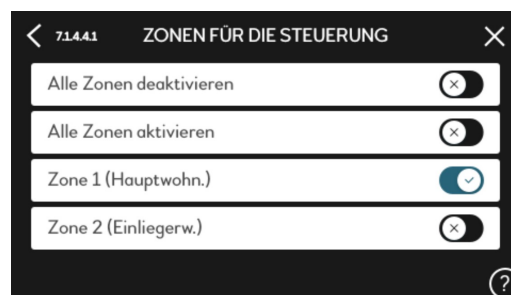 7.1.4.4.1 ZONEN FÜR DIE STEUERUNG
Alle Zonen deaktivieren
Alle Zonen aktivieren
Zone 1 (Hauptwohn.)
Zone 2 (Einliegerw.)
?